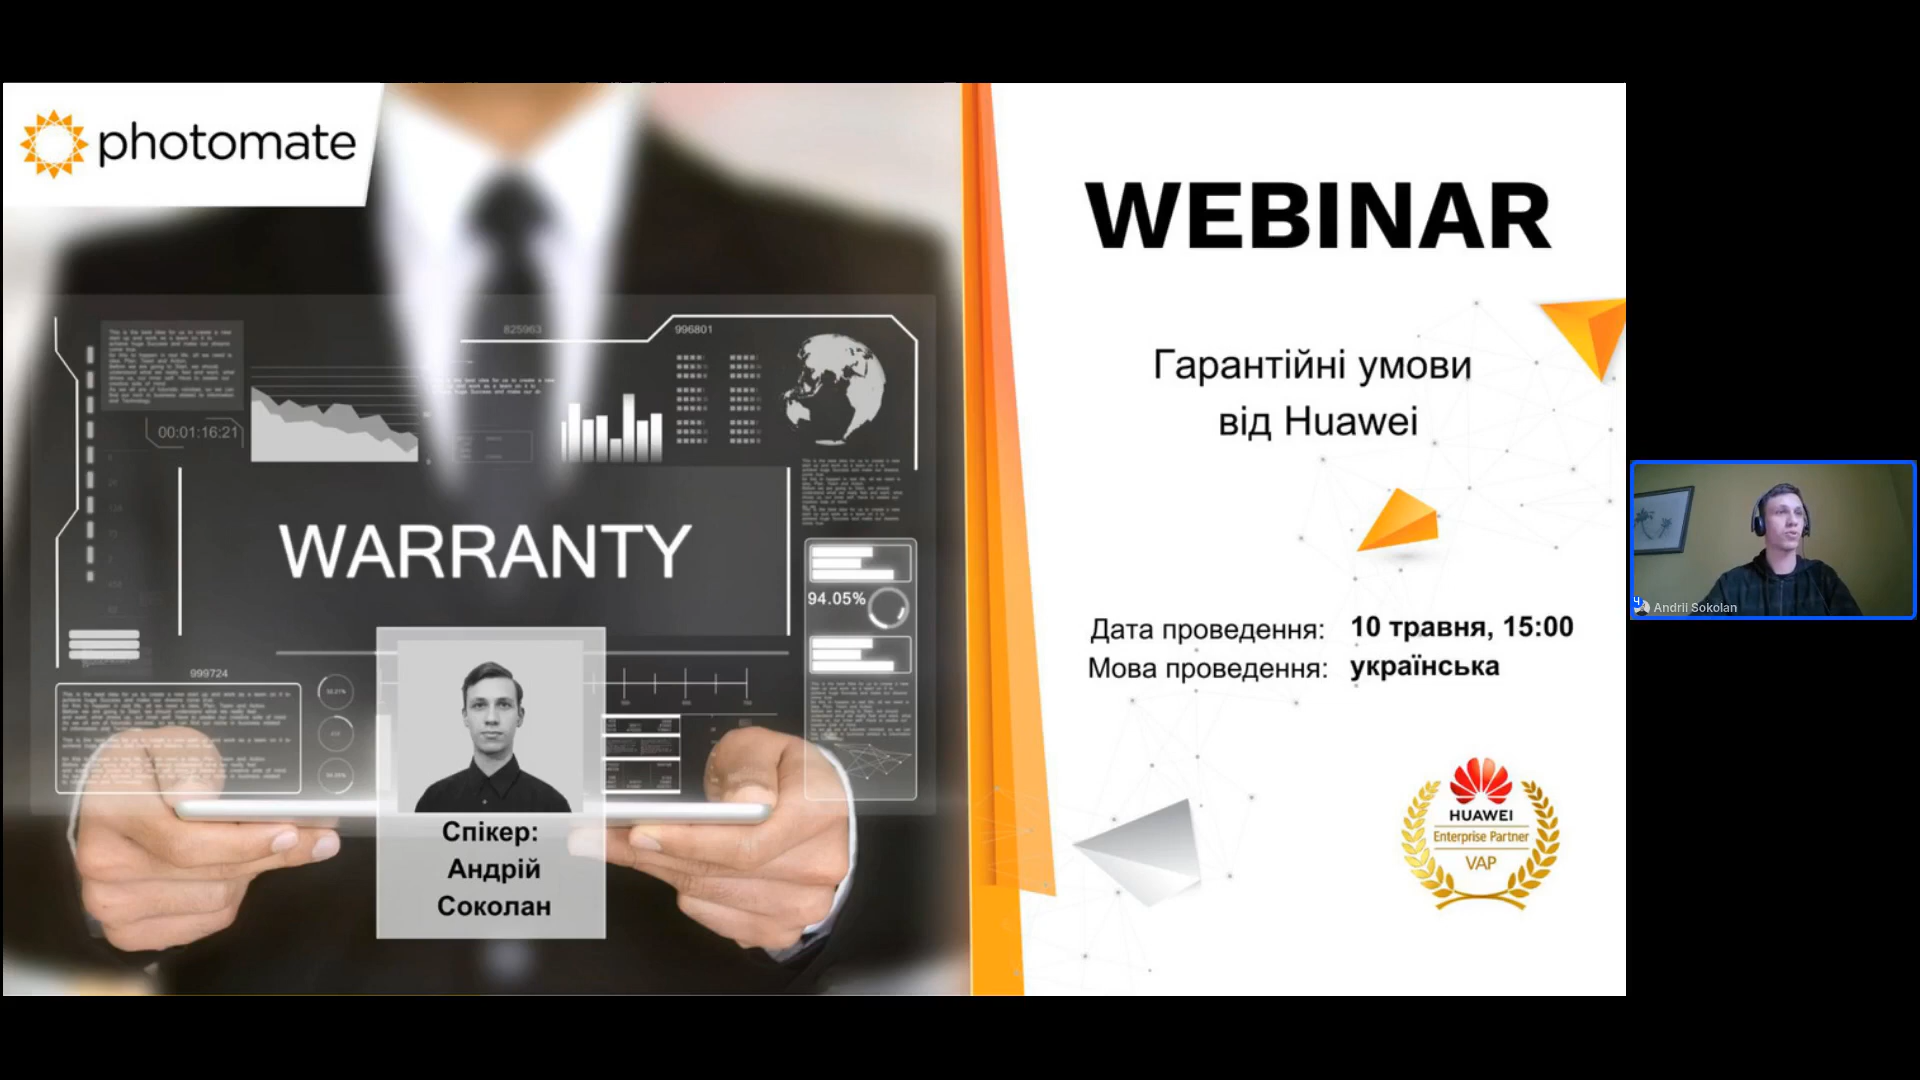 photomate
WEBINAR
825963
996801
00:01:16:21
WARRANTY
94.05%
999724
Спікер:
Андрій
Соколан
Гарантійні умови
від Huawei
Дата проведення: 10 травня, 15:00
Мова проведення: українська
HUAWEI
Enterprise Partner
VAP
Andrii Sokolan